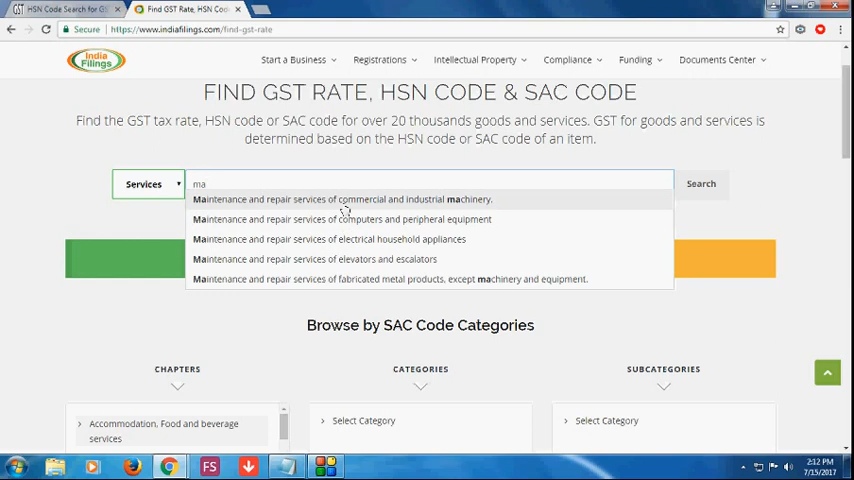 GST HSN Code Search for GS
Find GST Rate, HSN Code
Secure
https://www.indiafilings.com/find-gst-rate
India Filings
Start a Business
Registrations
Intellectual Property
Compliance
Funding
Documents Center
FIND GST RATE, HSN CODE & SAC CODE
Find the GST tax rate, HSN code or SAC code for over 20 thousands goods and services. GST for goods and services is
determined based on the HSN code or SAC code of an item.
Services
ma
Search
Maintenance and repair services of commercial and industrial machinery.
Maintenance and repair services of computers and peripheral equipment
Maintenance and repair services of electrical household appliances
Maintenance and repair services of elevators and escalators
Maintenance and repair services of fabricated metal products, except machinery and equipment.
Browse by SAC Code Categories
CHAPTERS
CATEGORIES
SUBCATEGORIES
Accommodation, Food and beverage
services
Select Category
Select Category
FS
2:12 PM
7/15/2017